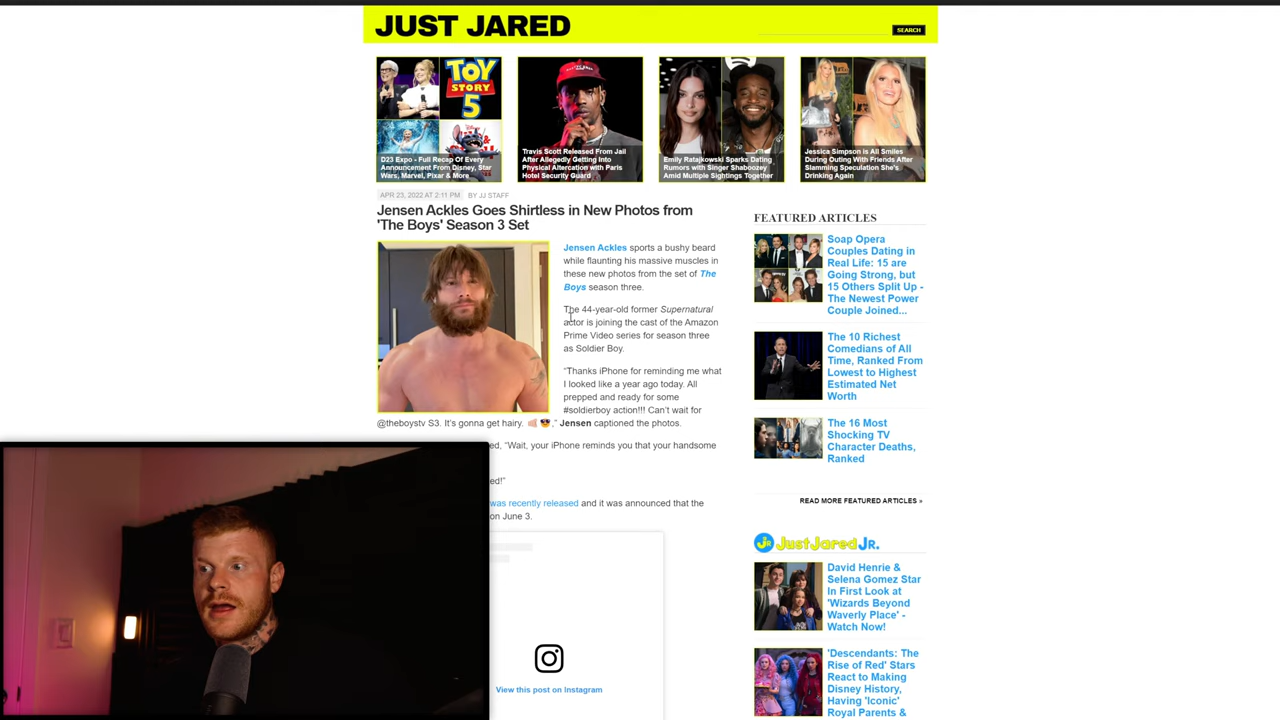 JUST JARED
SEARCH
TOY
STORY
5
D23 Expo - Full Recap Of Every
Announcement From Disney, Star
Wars, Marvel, Pixar & More
Travis Scott Released From Jail
After Allegedly Getting Into
Physical Altercation with Paris
Hotel Security Guard
Emily Ratajkowski Sparks Dating
Rumors with Singer Shaboozey
Amid Multiple Sightings Together
Jessica Simpson is All Smiles
During Outing With Friends After
Slamming Speculation She's
Drinking Again
APR 23, 2022 AT 2:11 PM BY JJ STAFF
Jensen Ackles Goes Shirtless in New Photos from
'The Boys' Season 3 Set
Jensen Ackles sports a bushy beard
while flaunting his massive muscles in
these new photos from the set of The
Boys season three.
The 44-year-old former Supernatural
actor is joining the cast of the Amazon
Prime Video series for season three
as Soldier Boy.
"Thanks iPhone for reminding me what
I looked like a year ago today. All
prepped and ready for some
#soldierboy action!!! Can't wait for
@theboystv S3. It's gonna get hairy. 👊🏼 😎," Jensen captioned the photos.
ed, "Wait, your iPhone reminds you that your handsome
ed!"
was recently released and it was announced that the
on June 3.
View this post on Instagram
FEATURED ARTICLES
Soap Opera
Couples Dating in
Real Life: 15 are
Going Strong, but
15 Others Split Up -
The Newest Power
Couple Joined...
The 10 Richest
Comedians of All
Time, Ranked From
Lowest to Highest
Estimated Net
Worth
The 16 Most
Shocking TV
Character Deaths,
Ranked
READ MORE FEATURED ARTICLES »
JR JustJaredJr.
David Henrie &
Selena Gomez Star
In First Look at
'Wizards Beyond
Waverly Place' -
Watch Now!
'Descendants: The
Rise of Red' Stars
React to Making
Disney History,
Having 'Iconic'
Royal Parents &